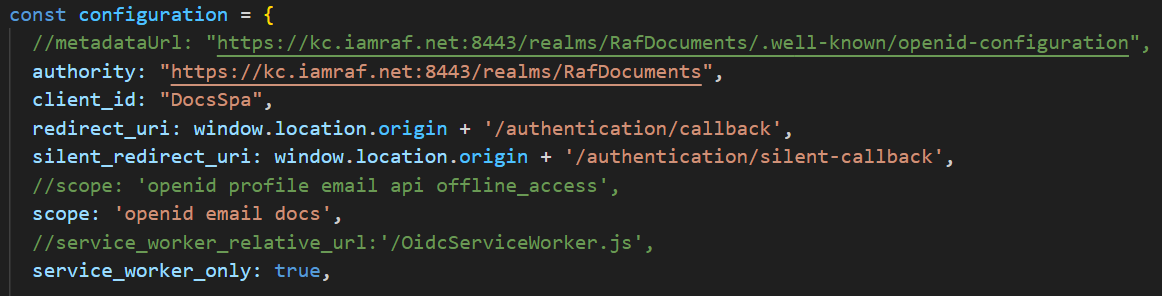 const configuration = {
//metadataUrl: "https://kc.iamraf.net:8443/realms/RafDocuments/.well-known/openid-configuration",
authority: "https://kc.iamraf.net:8443/realms/RafDocuments",
client_id: "DocsSpa",
redirect_uri: window.location.origin + '/authentication/callback',
silent_redirect_uri: window.location.origin + '/authentication/silent-callback',
//scope: 'openid profile email api offline_access',
scope: 'openid email docs',
//service_worker_relative_url:'/OidcServiceWorker.js',
service_worker_only: true,